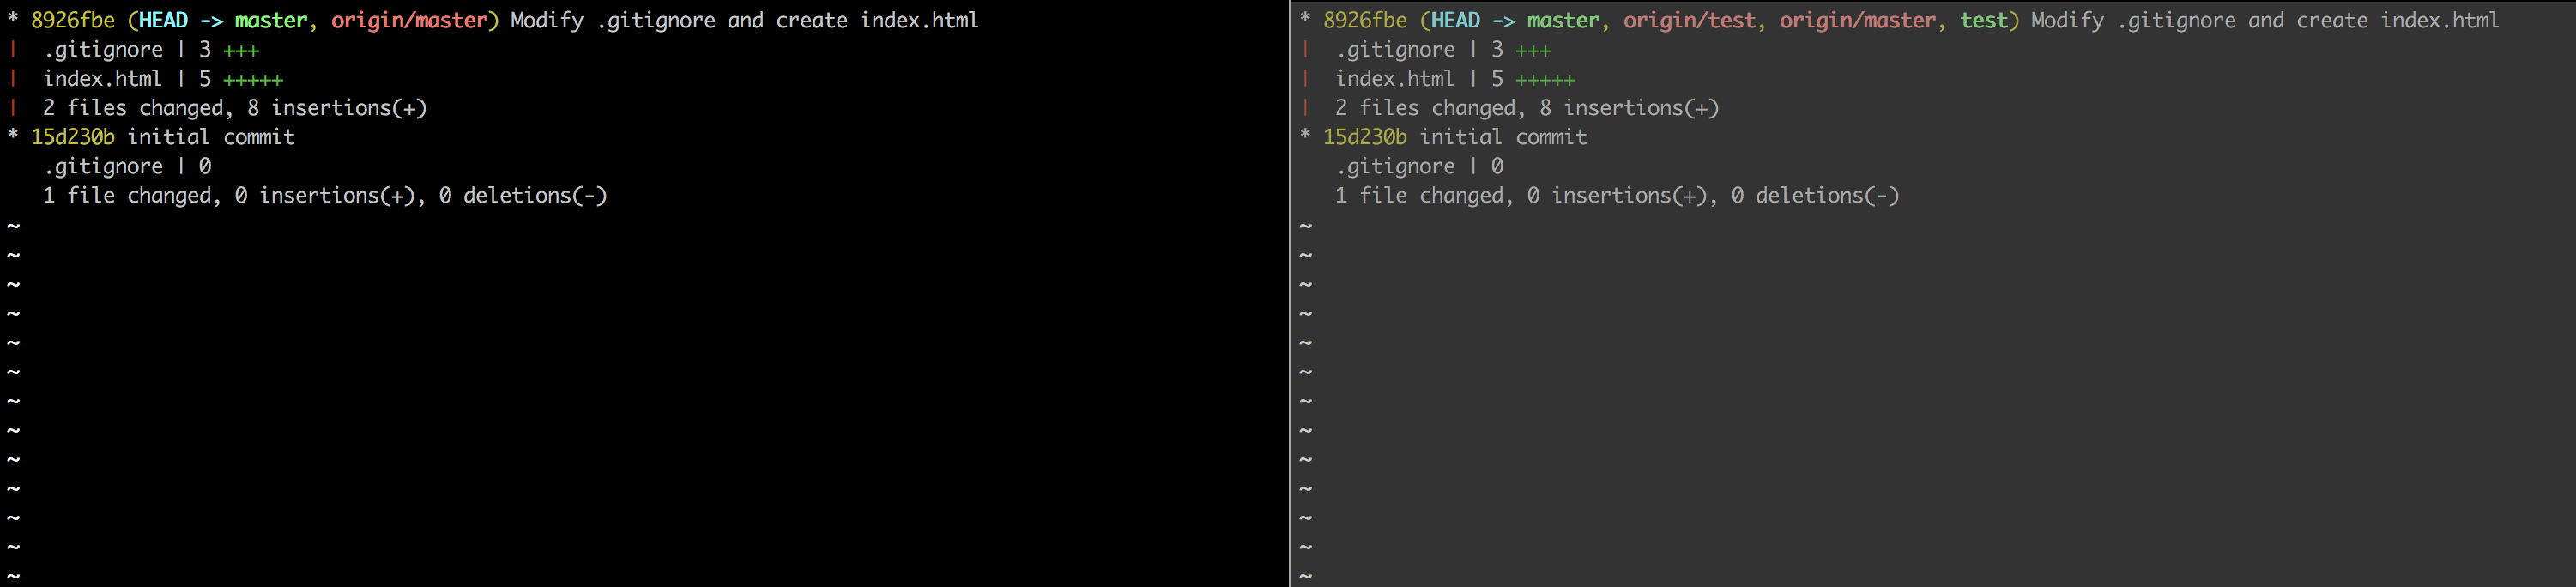 * 8926fbe (HEAD -> master, origin/master) Modify .gitignore and create index.html
|  .gitignore | 3 +++
|  index.html | 5 +++++
|  2 files changed, 8 insertions(+)
* 15d230b initial commit
   .gitignore | 0
   1 file changed, 0 insertions(+), 0 deletions(-)
~
~
~
~
~
~
~
~
~
~
~
~
~
* 8926fbe (HEAD -> master, origin/test, origin/master, test) Modify .gitignore and create index.html
|  .gitignore | 3 +++
|  index.html | 5 +++++
|  2 files changed, 8 insertions(+)
* 15d230b initial commit
   .gitignore | 0
   1 file changed, 0 insertions(+), 0 deletions(-)
~
~
~
~
~
~
~
~
~
~
~
~
~